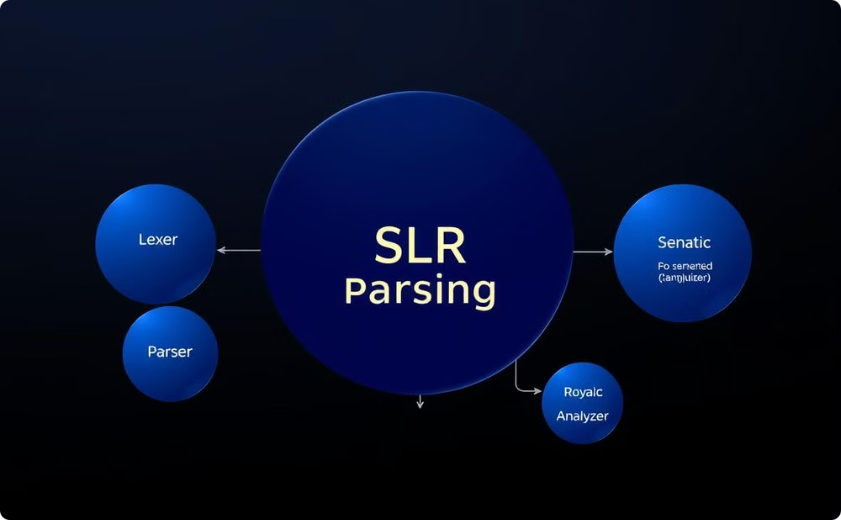 SLR
Parsing
Lexer
Parser
Senatic
Royalc
Analyzer